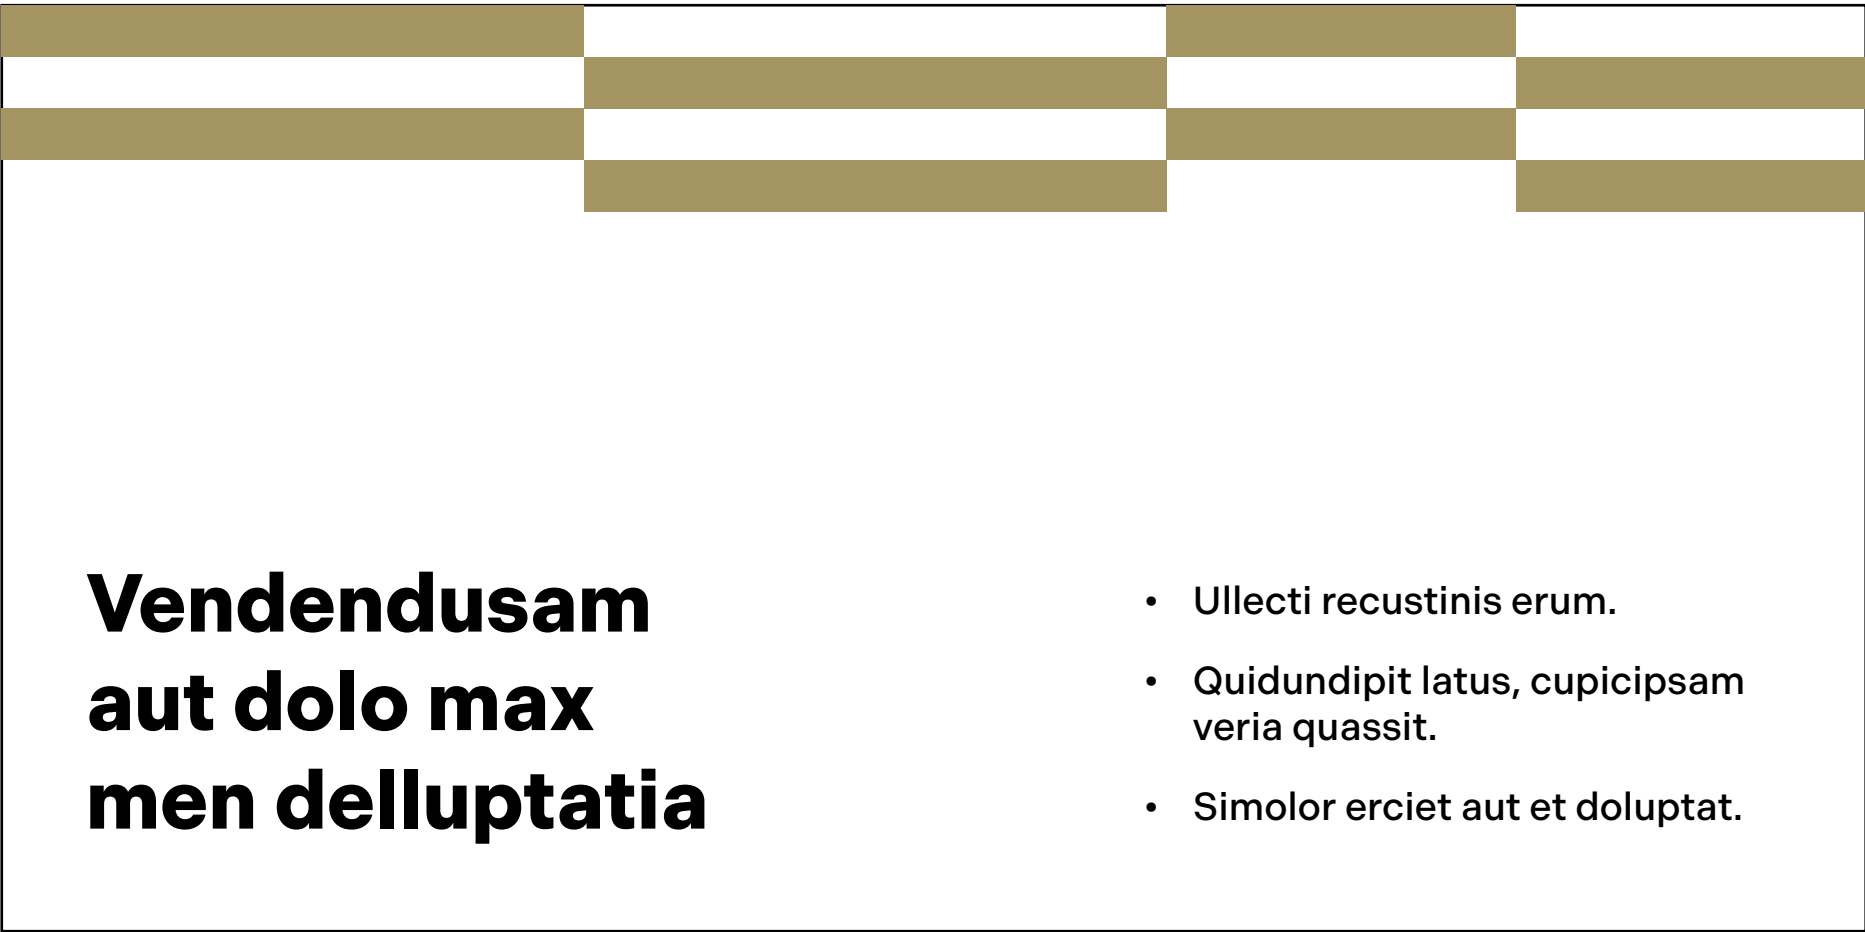 Vendendusam
aut dolo max
men delluptatia
• Ullecti recustinis erum.
• Quidundipit latus, cupicipsam
veria quassit.
• Simolor erciet aut et doluptat.